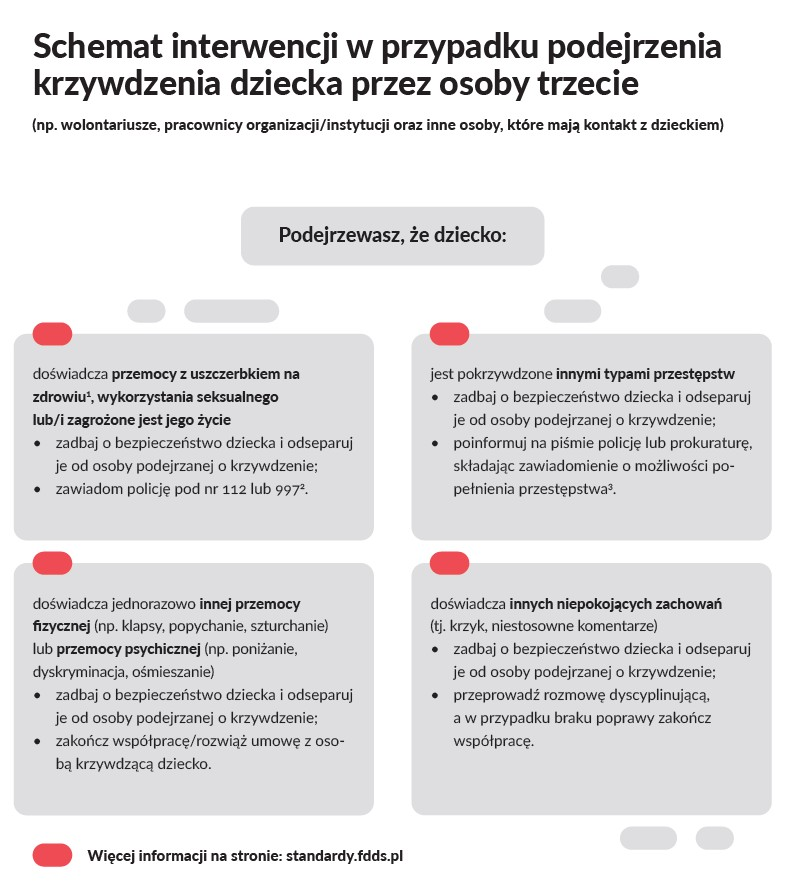 Schemat interwencji w przypadku podejrzenia
krzywdzenia dziecka przez osoby trzecie
(np. wolontariusze, pracownicy organizacji/instytucji oraz inne osoby, które mają kontakt z dzieckiem)
Podejrzewasz, że dziecko:
doświadcza przemocy z uszczerbkiem na
zdrowiu¹, wykorzystania seksualnego
lub/i zagrożone jest jego życie
• zadbaj o bezpieczeństwo dziecka i odseparuj
je od osoby podejrzanej o krzywdzenie;
• zawiadom policję pod nr 112 lub 997².
jest pokrzywdzone innymi typami przestępstw
• zadbaj o bezpieczeństwo dziecka i odseparuj
je od osoby podejrzanej o krzywdzenie;
• poinformuj na piśmie policję lub prokuraturę,
składając zawiadomienie o możliwości po-
pełnienia przestępstwa³.
doświadcza jednorazowo innej przemocy
fizycznej (np. klapsy, popychanie, szturchanie)
lub przemocy psychicznej (np. poniżanie,
dyskryminacja, ośmieszanie)
• zadbaj o bezpieczeństwo dziecka i odseparuj
je od osoby podejrzanej o krzywdzenie;
• zakończ współpracę/rozwiąż umowę z oso-
bą krzywdzącą dziecko.
doświadcza innych niepokojących zachowań
(tj. krzyk, niestosowne komentarze)
• zadbaj o bezpieczeństwo dziecka i odseparuj
je od osoby podejrzanej o krzywdzenie;
• przeprowadź rozmowę dyscyplinującą,
a w przypadku braku poprawy zakończ
współpracę.
Więcej informacji na stronie: standardy.fdds.pl